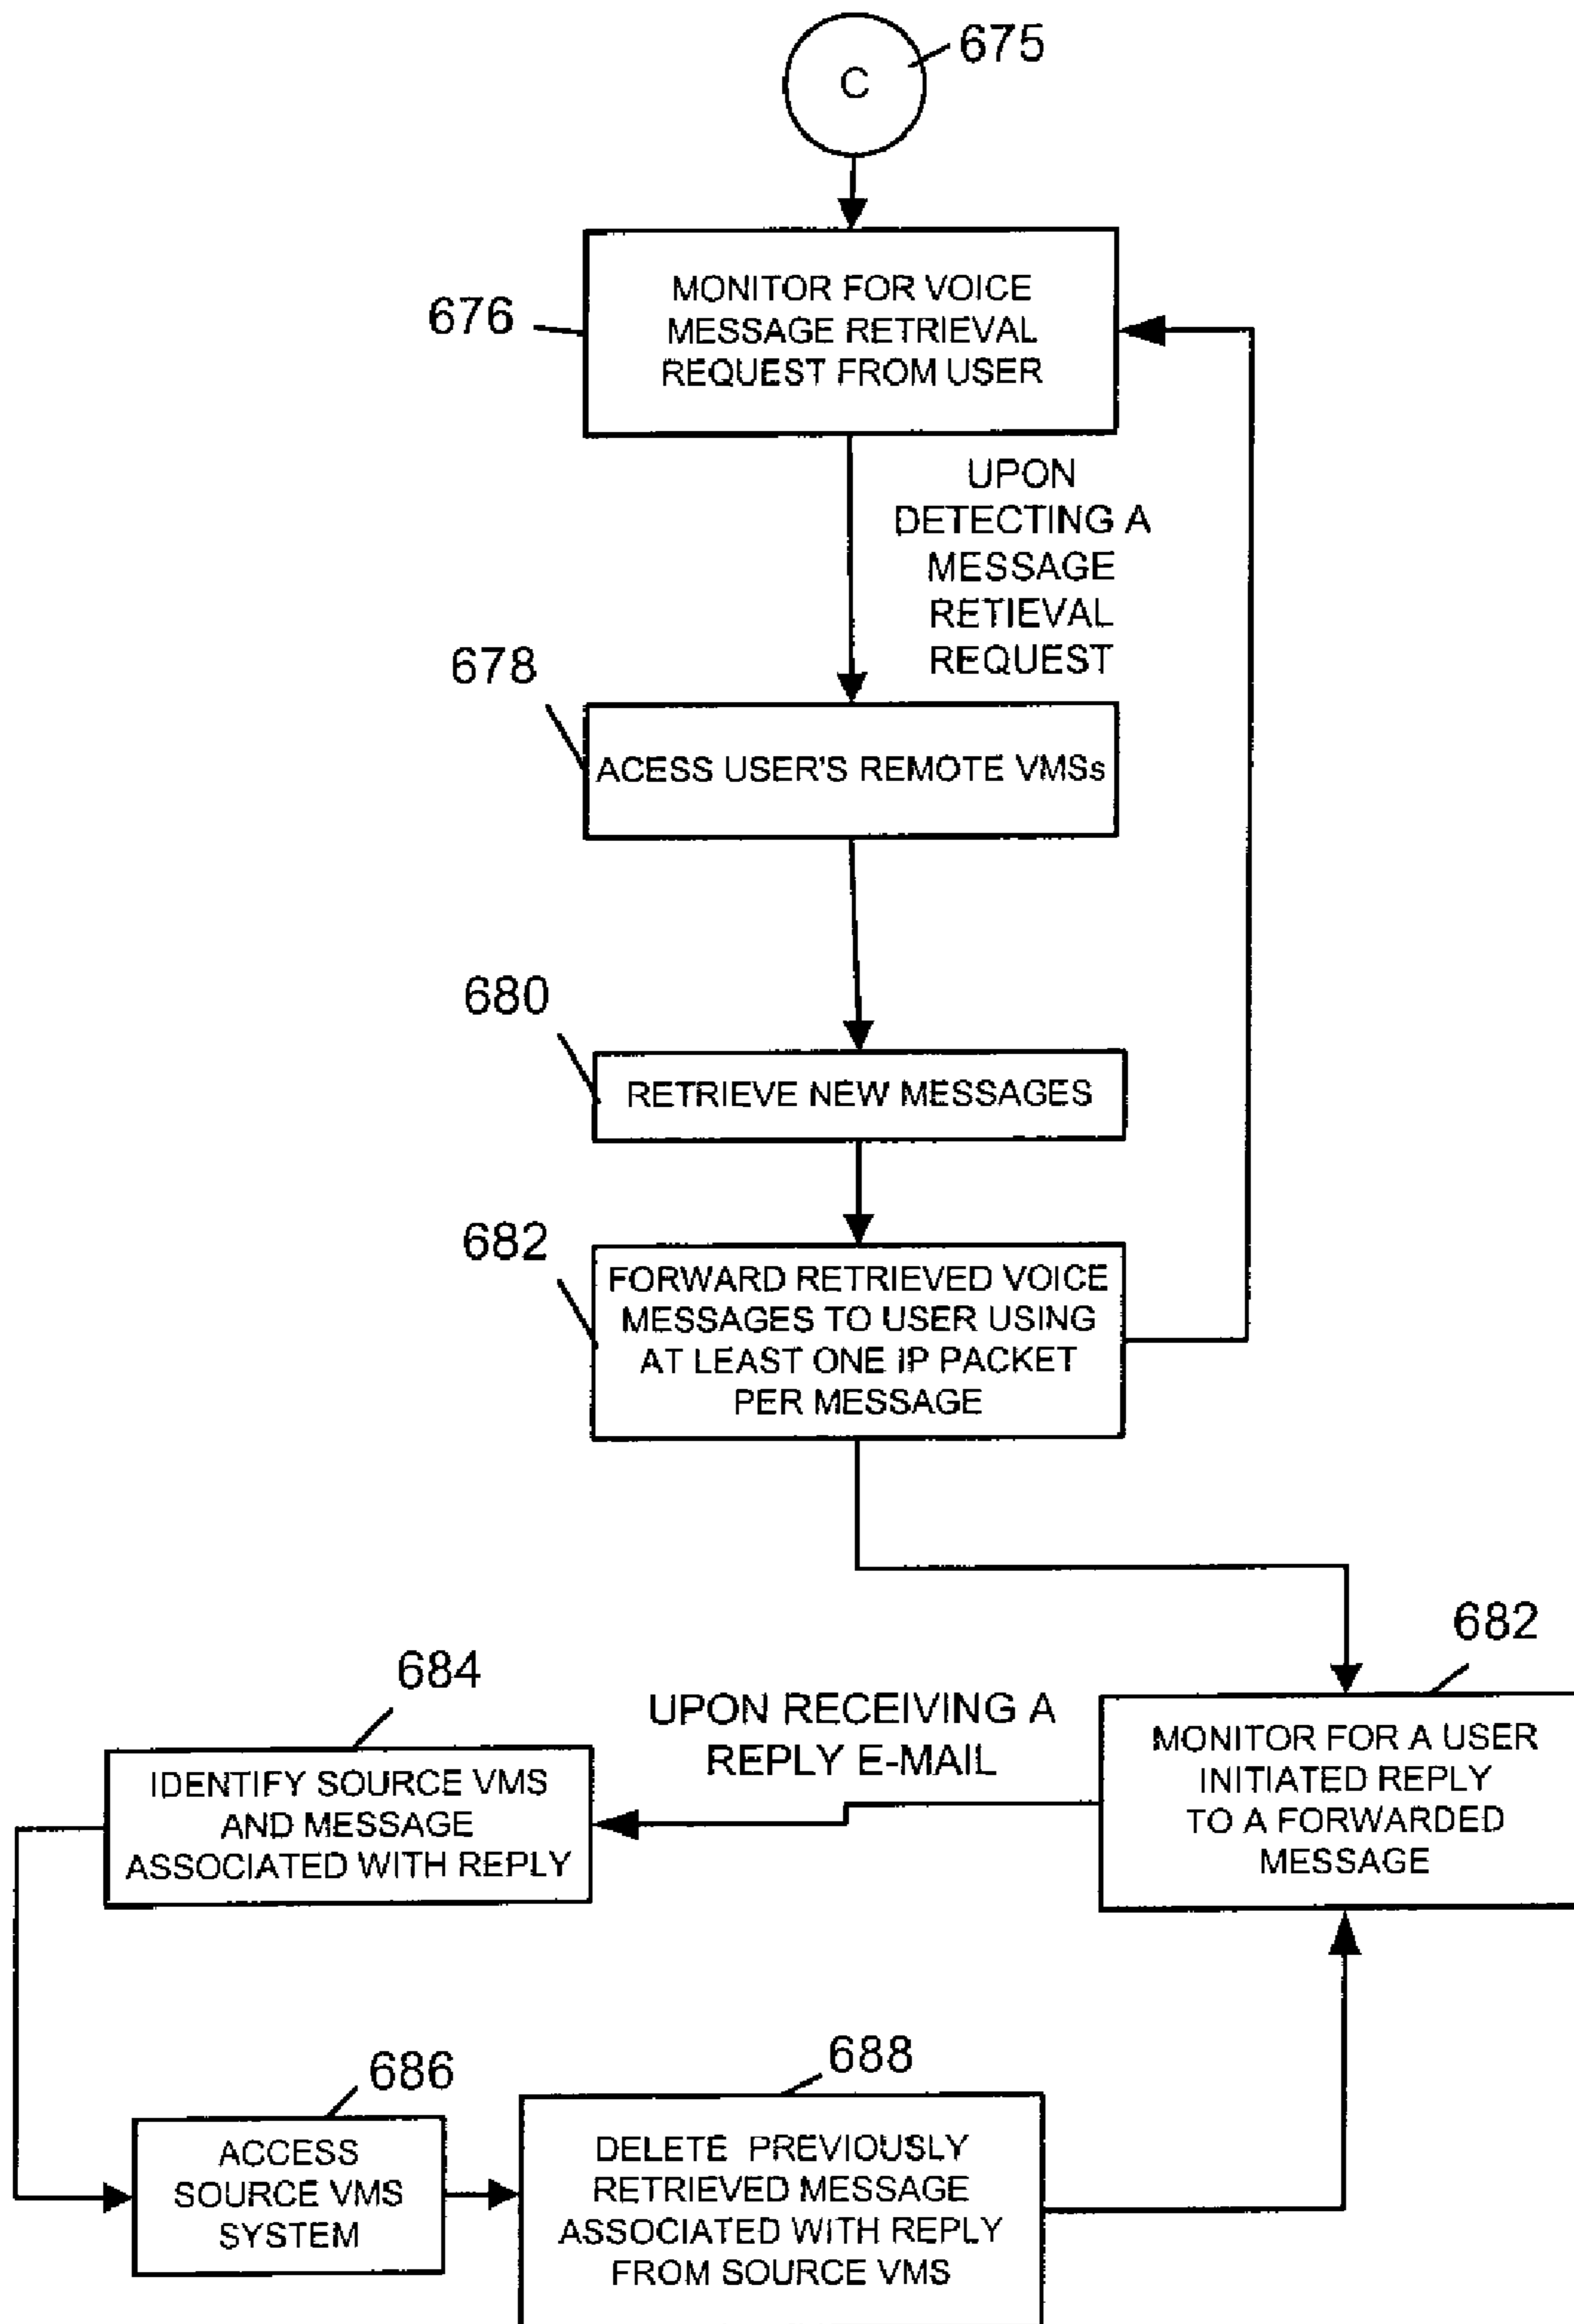 675
C
676
MONITOR FOR VOICE
MESSAGE RETRIEVAL
REQUEST FROM USER
UPON
DETECTING A
MESSAGE
RETIEVAL
REQUEST
678
ACESS USER'S REMOTE VMSs
680
RETRIEVE NEW MESSAGES
682
FORWARD RETRIEVED VOICE
MESSAGES TO USER USING
AT LEAST ONE IP PACKET
PER MESSAGE
682
MONITOR FOR A USER
INITIATED REPLY
TO A FORWARDED
MESSAGE
UPON RECEIVING A
REPLY E-MAIL
684
IDENTIFY SOURCE VMS
AND MESSAGE
ASSOCIATED WITH REPLY
686
ACCESS
SOURCE VMS
SYSTEM
688
DELETE PREVIOUSLY
RETRIEVED MESSAGE
ASSOCIATED WITH REPLY
FROM SOURCE VMS